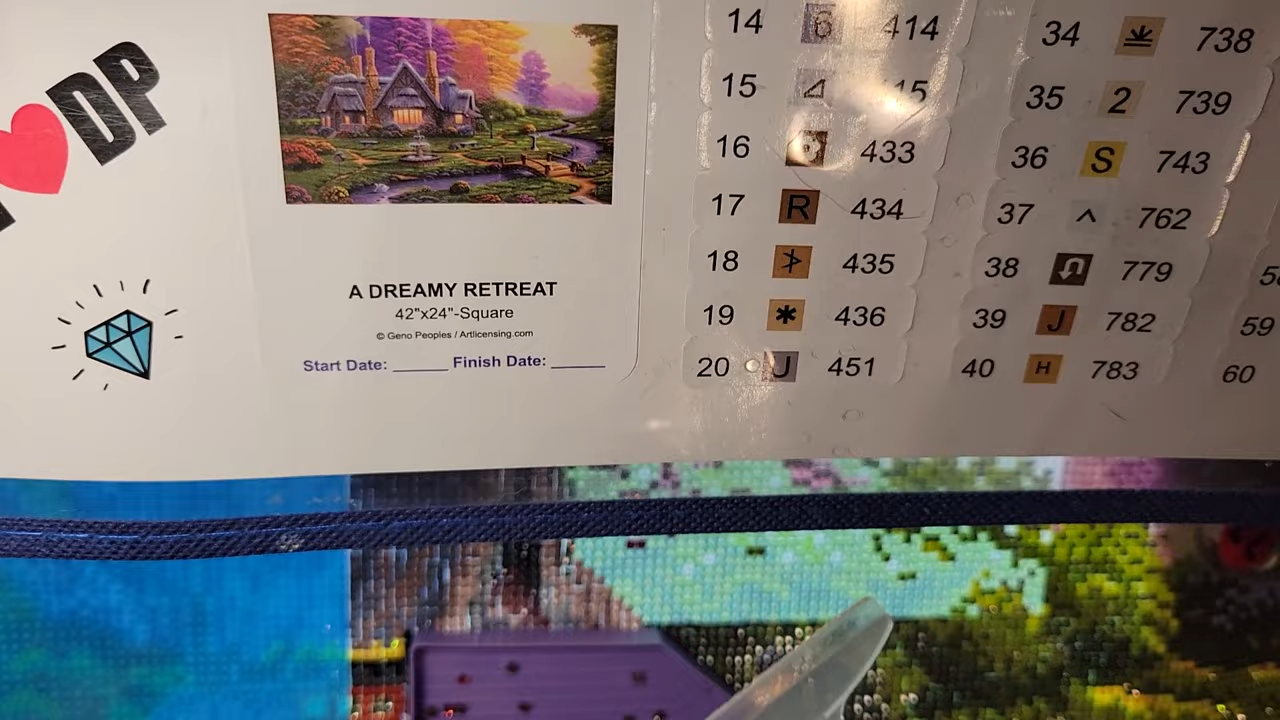 DP
A DREAMY RETREAT
42"x24"-Square
© Geno Peoples / Artlicensing.com
Start Date: ______ Finish Date: ______
14 6 414
15
16 433
17 R 434
18 435
19 * 436
20 J 451
34 738
35 2 739
36 S 743
37 ^ 762
38 779
39 J 782
40 H 783
59
60